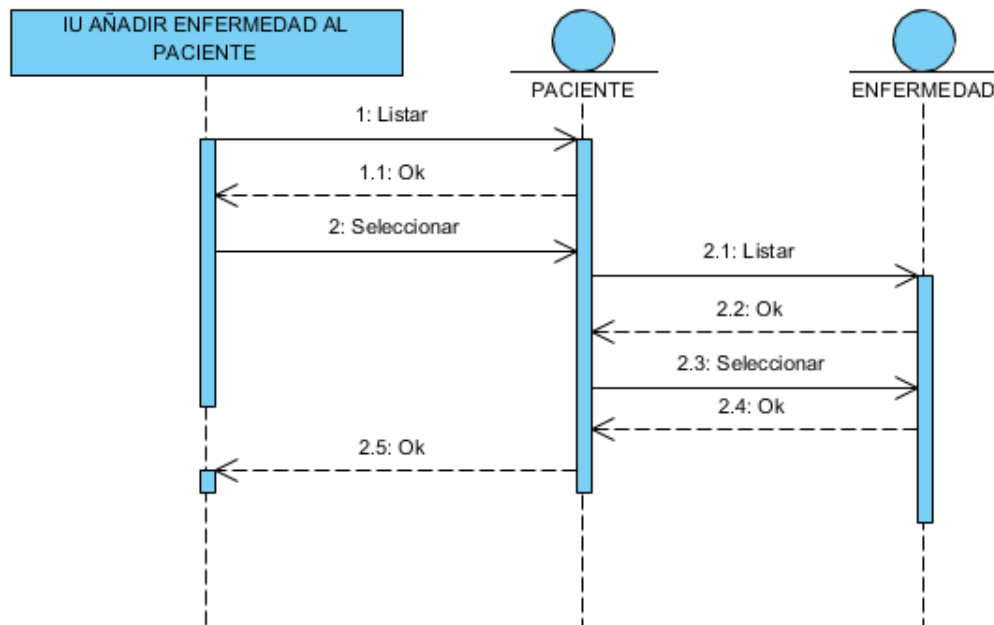 IU AÑADIR ENFERMEDAD AL
PACIENTE
PACIENTE
ENFERMEDAD
1: Listar
1.1: Ok
2: Seleccionar
2.1: Listar
2.2: Ok
2.3: Seleccionar
2.4: Ok
2.5: Ok